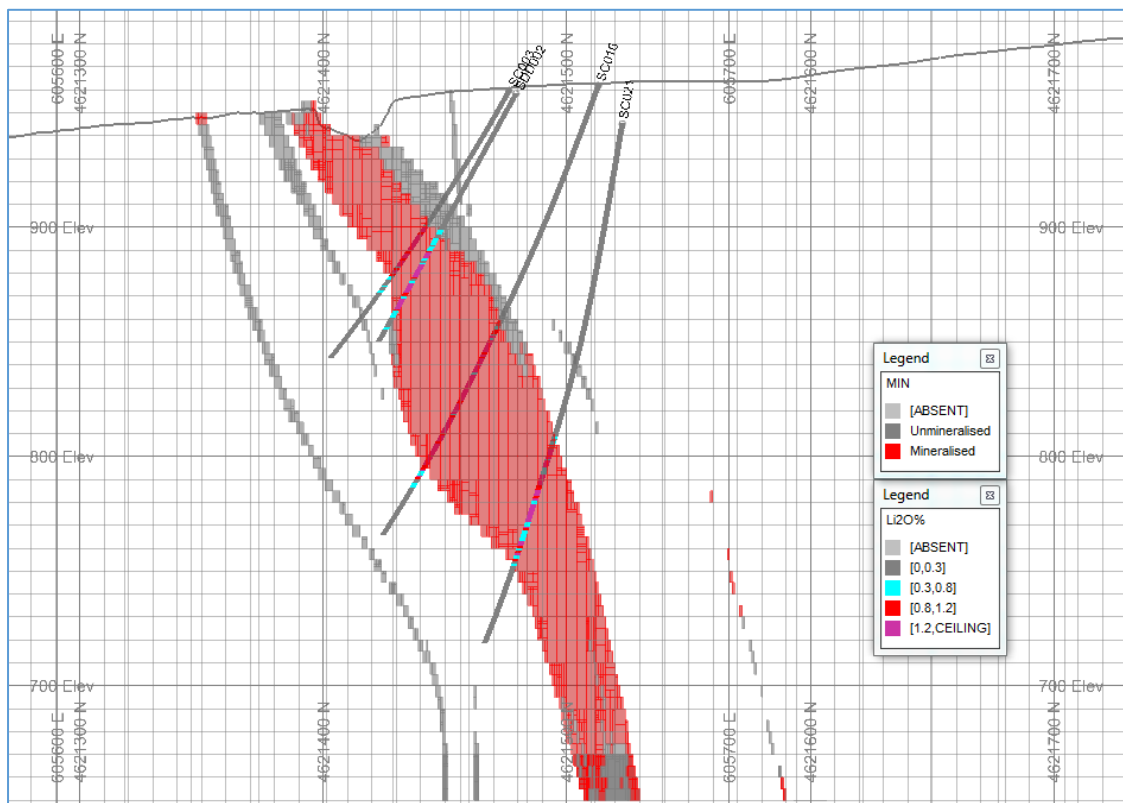 605600 E
4621300 N
4621400 N
4621500 N
605700 E
4621600 N
4621700 N
SC003
SDD002
SC016
SC021
900 Elev
900 Elev
800 Elev
800 Elev
700 Elev
700 Elev
Legend
MIN
[ABSENT]
Unmineralised
Mineralised
Legend
Li2O%
[ABSENT]
[0,0.3]
[0.3,0.8]
[0.8,1.2]
[1.2,CEILING]
605600 E
4621300 N
4621400 N
4621500 N
605700 E
4621600 N
4621700 N